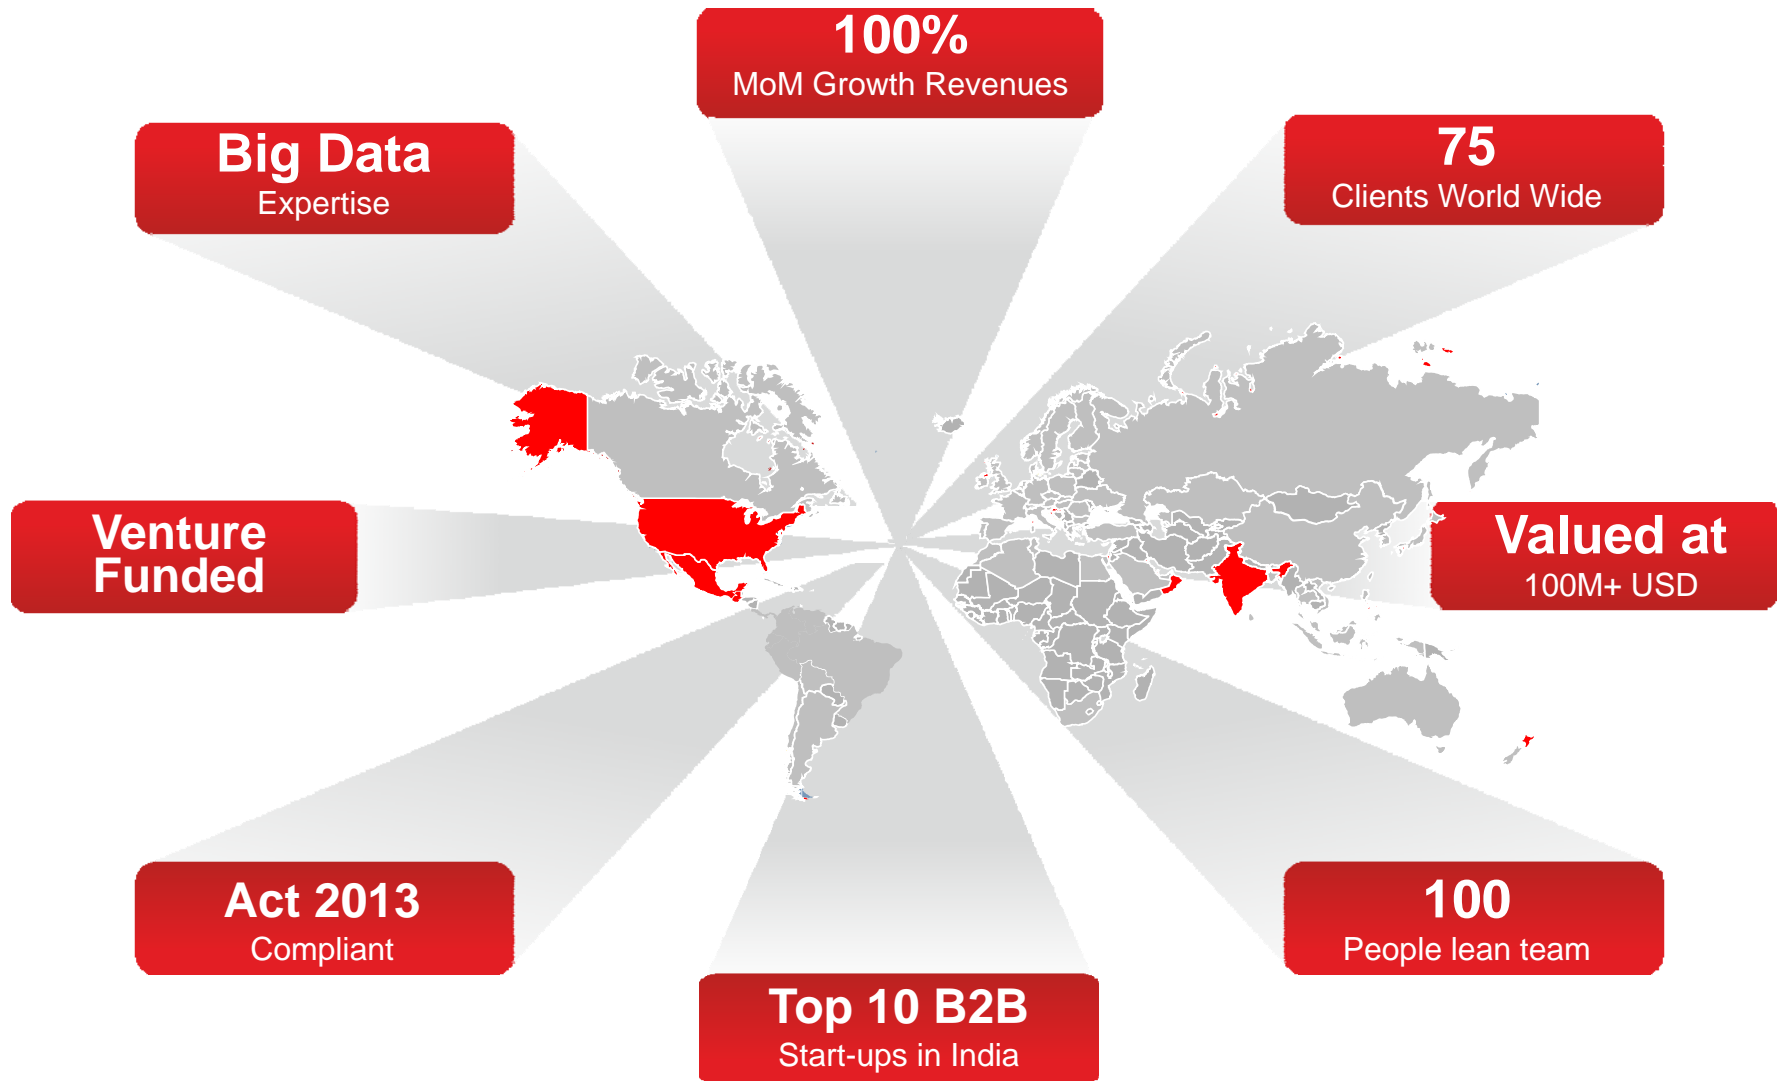 100%
MoM Growth Revenues
Big Data
Expertise
75
Clients World Wide
Venture
Funded
Valued at
100M+ USD
Act 2013
Compliant
100
People lean team
Top 10 B2B
Start-ups in India